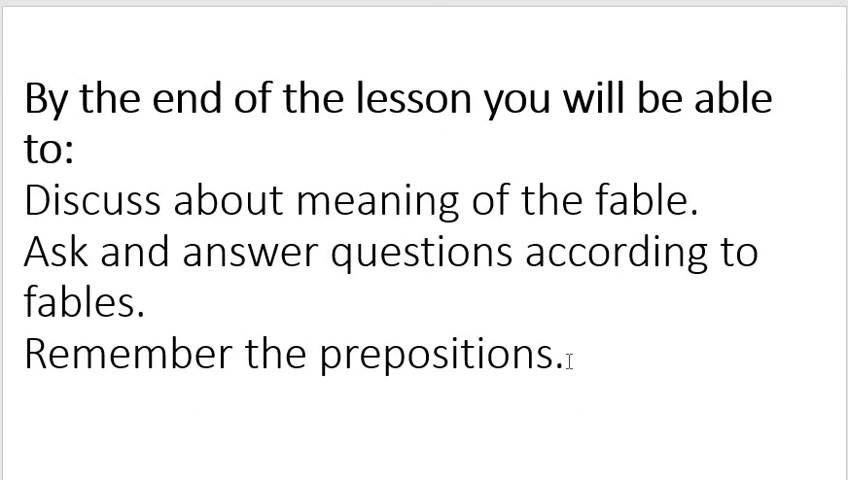 By the end of the lesson you will be able
to:
Discuss about meaning of the fable.
Ask and answer questions according to
fables.
Remember the prepositions.